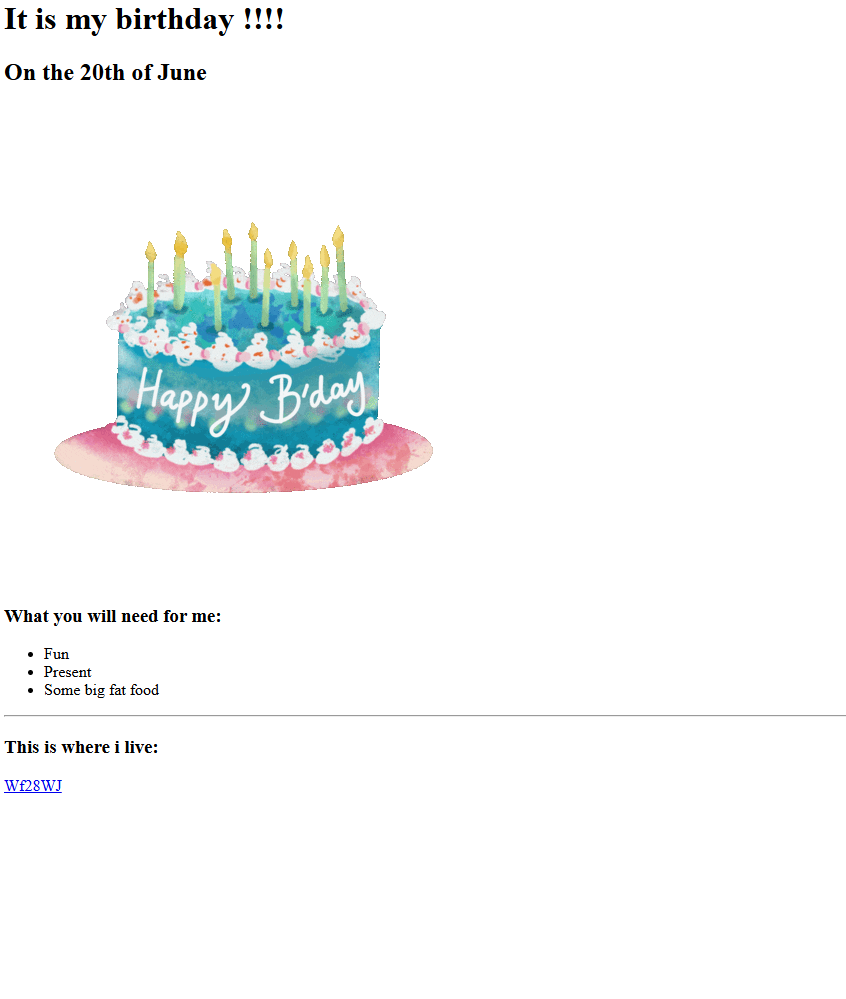 It is my birthday !!!!
On the 20th of June
Happy B'day
What you will need for me:
Fun
Present
Some big fat food
This is where i live:
Wf28WJ